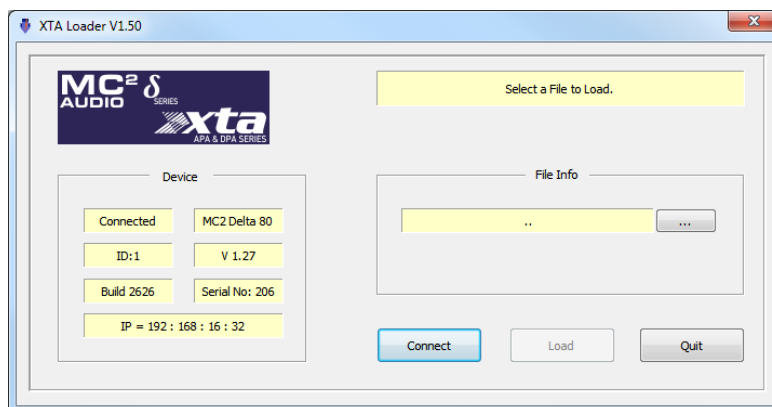 XTA Loader V1.50
MC² δ
AUDIO SERIES
xta
APA & DPA SERIES
Select a File to Load.
Device
Connected
MC2 Delta 80
ID:1
V 1.27
Build 2626
Serial No: 206
IP = 192 : 168 : 16 : 32
File Info
..
...
Connect
Load
Quit